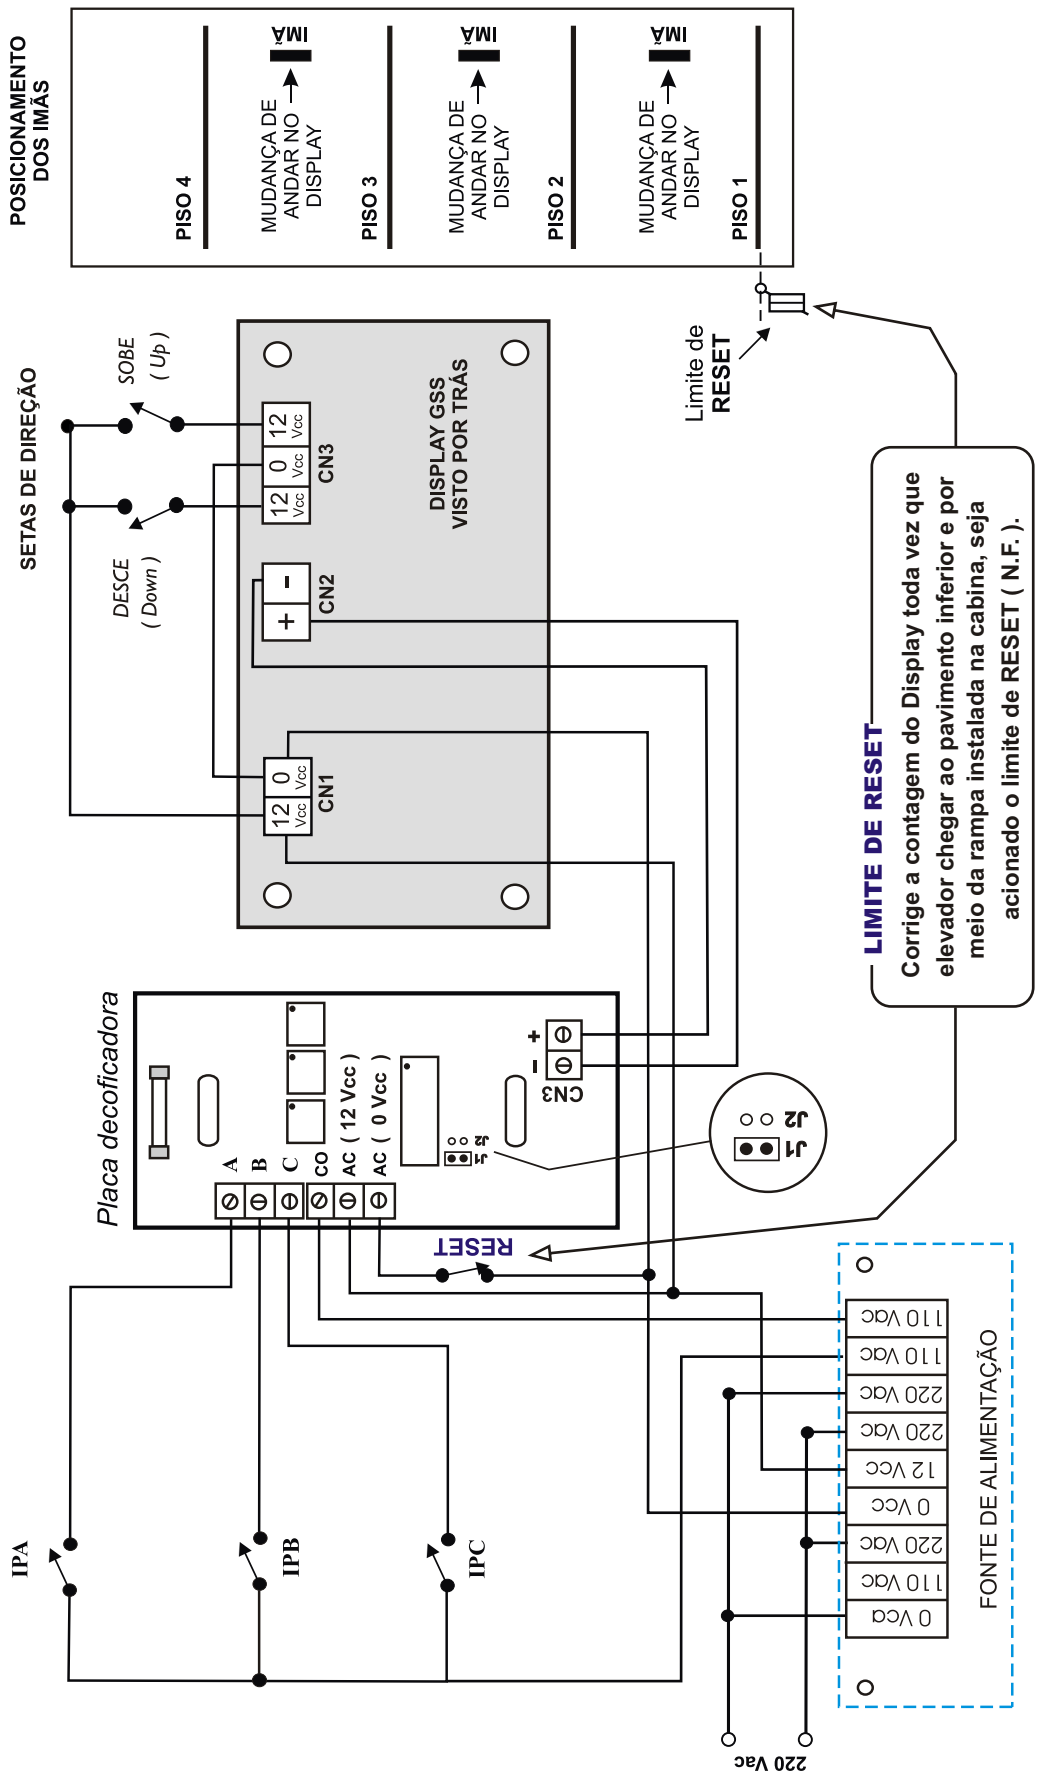 POSICIONAMENTO
DOS IMÃS
PISO 4
MUDANÇA DE
ANDAR NO
DISPLAY
IMÃ
PISO 3
MUDANÇA DE
ANDAR NO
DISPLAY
IMÃ
PISO 2
MUDANÇA DE
ANDAR NO
DISPLAY
IMÃ
PISO 1
Limite de
RESET
SETAS DE DIREÇÃO
DESCE
( Down )
SOBE
( Up )
12
Vcc
0
Vcc
CN1
+
-
CN2
12
Vcc
0
Vcc
12
Vcc
CN3
DISPLAY GSS
VISTO POR TRÁS
LIMITE DE RESET
Corrige a contagem do Display toda vez que
elevador chegar ao pavimento inferior e por
meio da rampa instalada na cabina, seja
acionado o limite de RESET ( N.F. ).
Placa decoficadora
A
B
C
CO
AC ( 12 Vcc )
AC ( 0 Vcc )
J1
J2
- +
CN3
J1
J2
RESET
IPA
IPB
IPC
220 Vac
0 Vca
110 Vac
220 Vac
0 Vcc
12 Vcc
220 Vac
220 Vac
110 Vac
110 Vac
FONTE DE ALIMENTAÇÃO